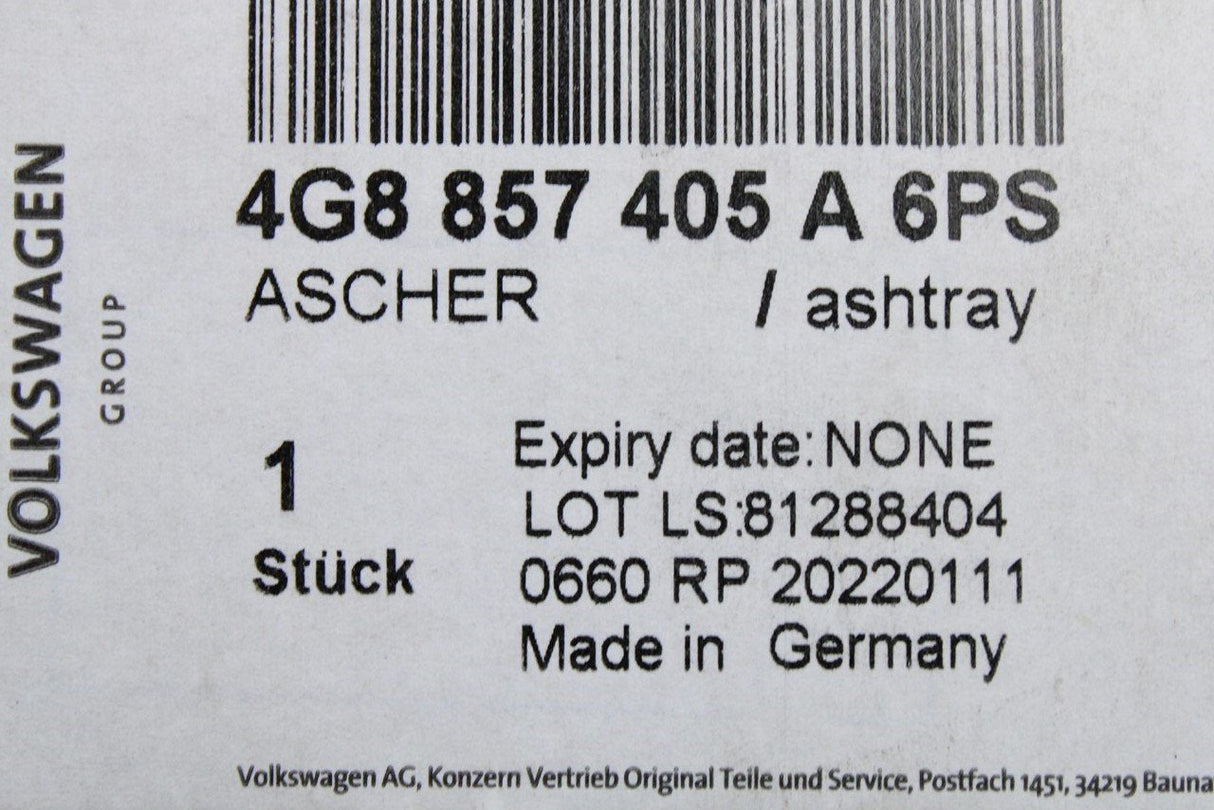 4G8 857 405 A 6PS
ASCHER / ashtray
1
Stück
Expiry date: NONE
LOT LS:81288404
0660 RP 20220111
Made in Germany
VOLKSWAGEN
GROUP
Volkswagen AG, Konzern Vertrieb Original Teile und Service, Postfach 1451, 34219